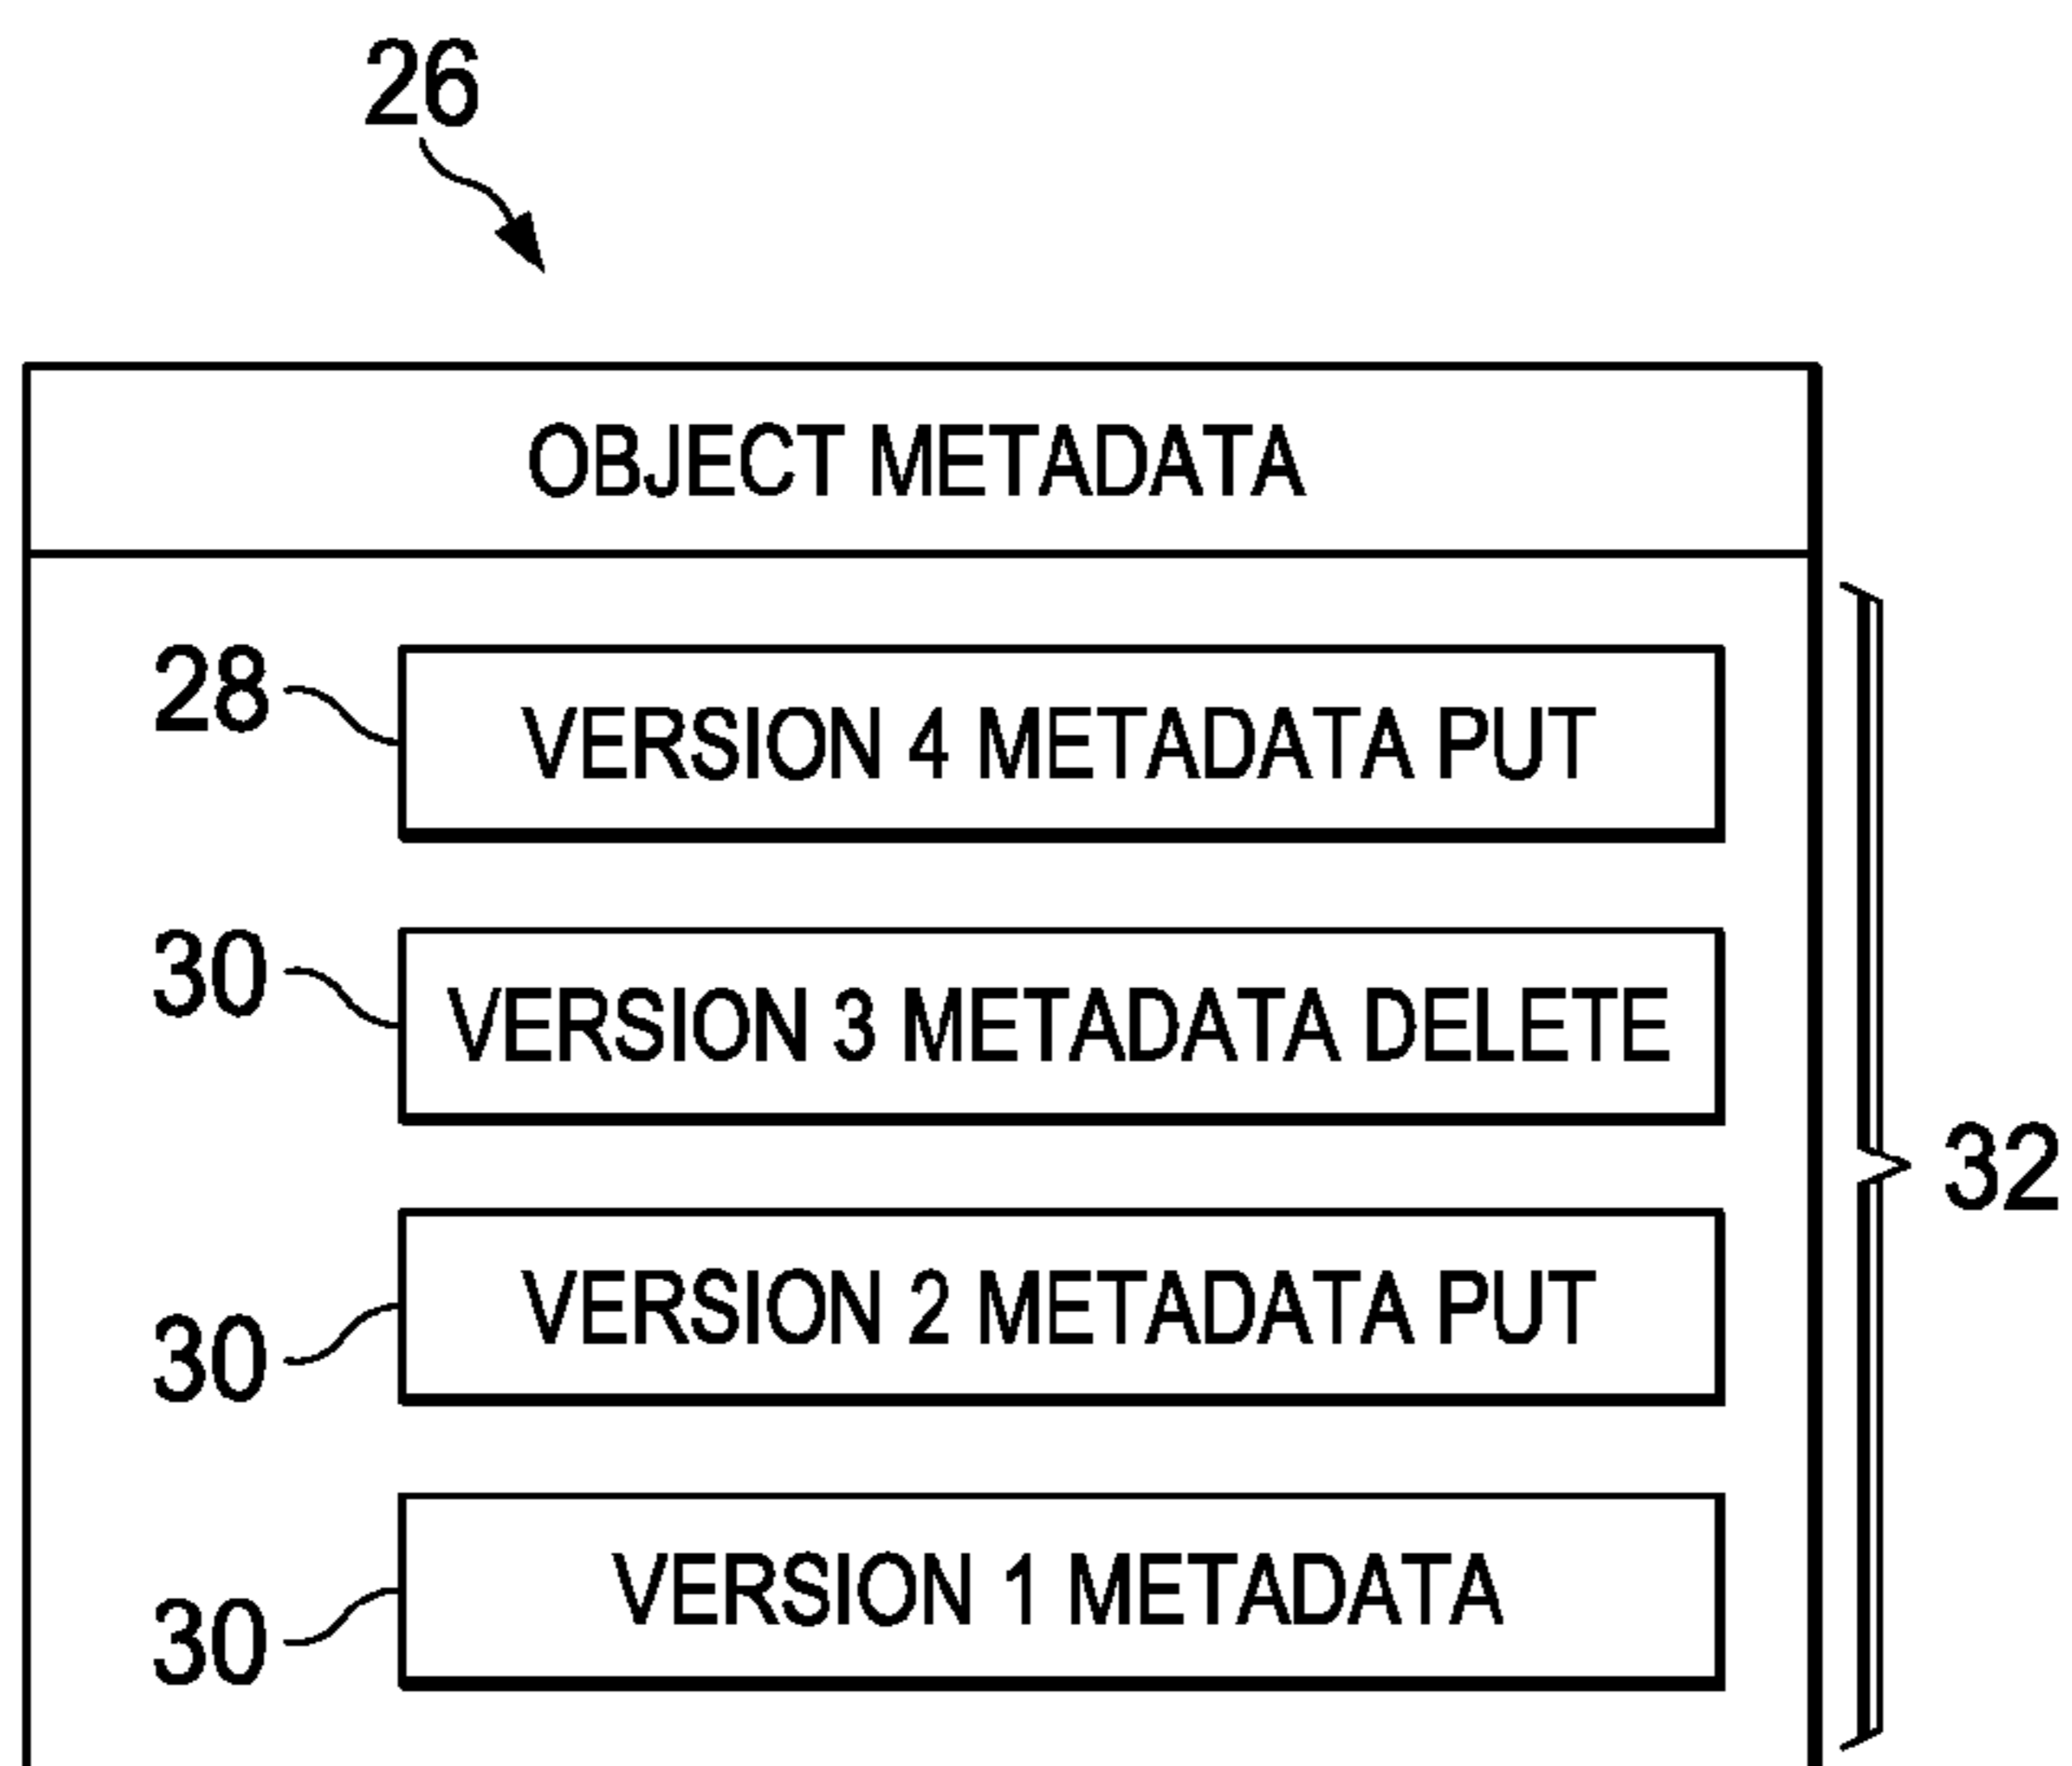 26
OBJECT METADATA
28
VERSION 4 METADATA PUT
30
VERSION 3 METADATA DELETE
32
30
VERSION 2 METADATA PUT
30
VERSION 1 METADATA